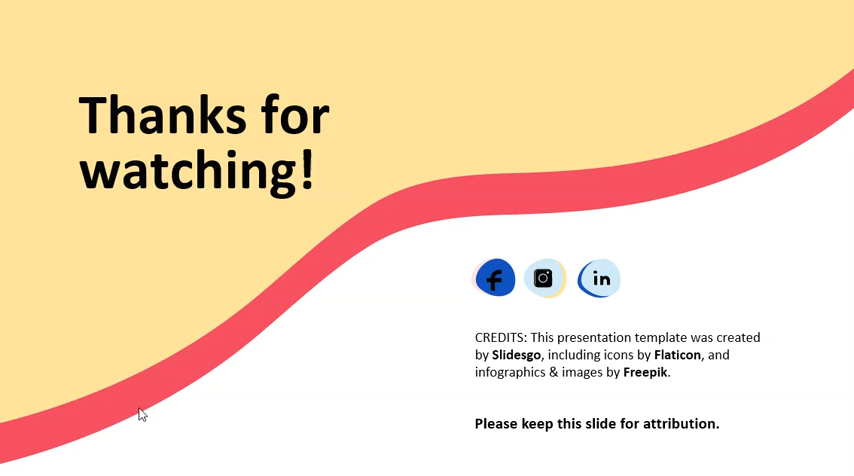 Thanks for
watching!
in
CREDITS: This presentation template was created
by Slidesgo, including icons by Flaticon, and
infographics & images by Freepik.
Please keep this slide for attribution.